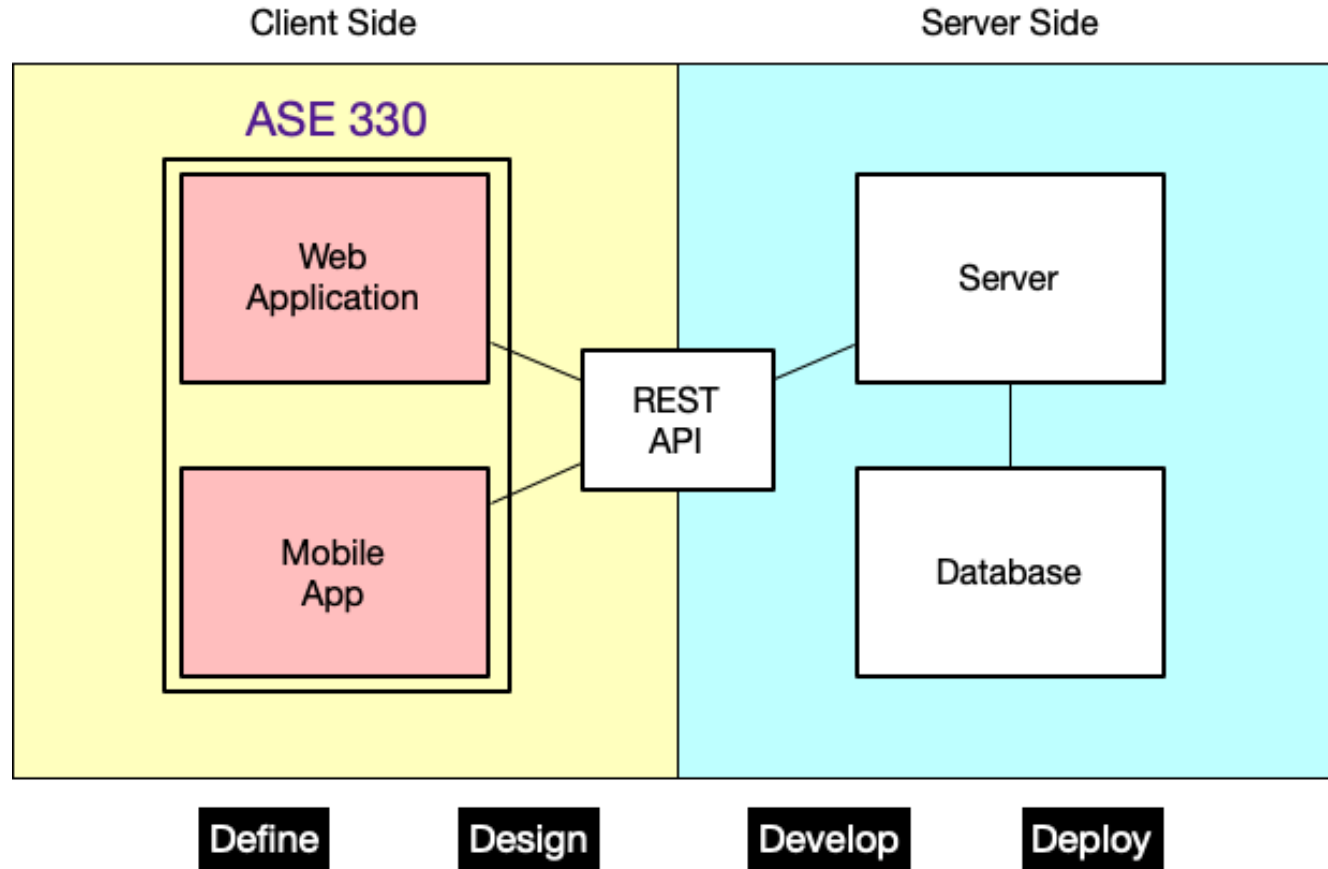 Client Side
Server Side
ASE 330
Web
Application
Server
REST
API
Mobile
App
Database
Define
Design
Develop
Deploy